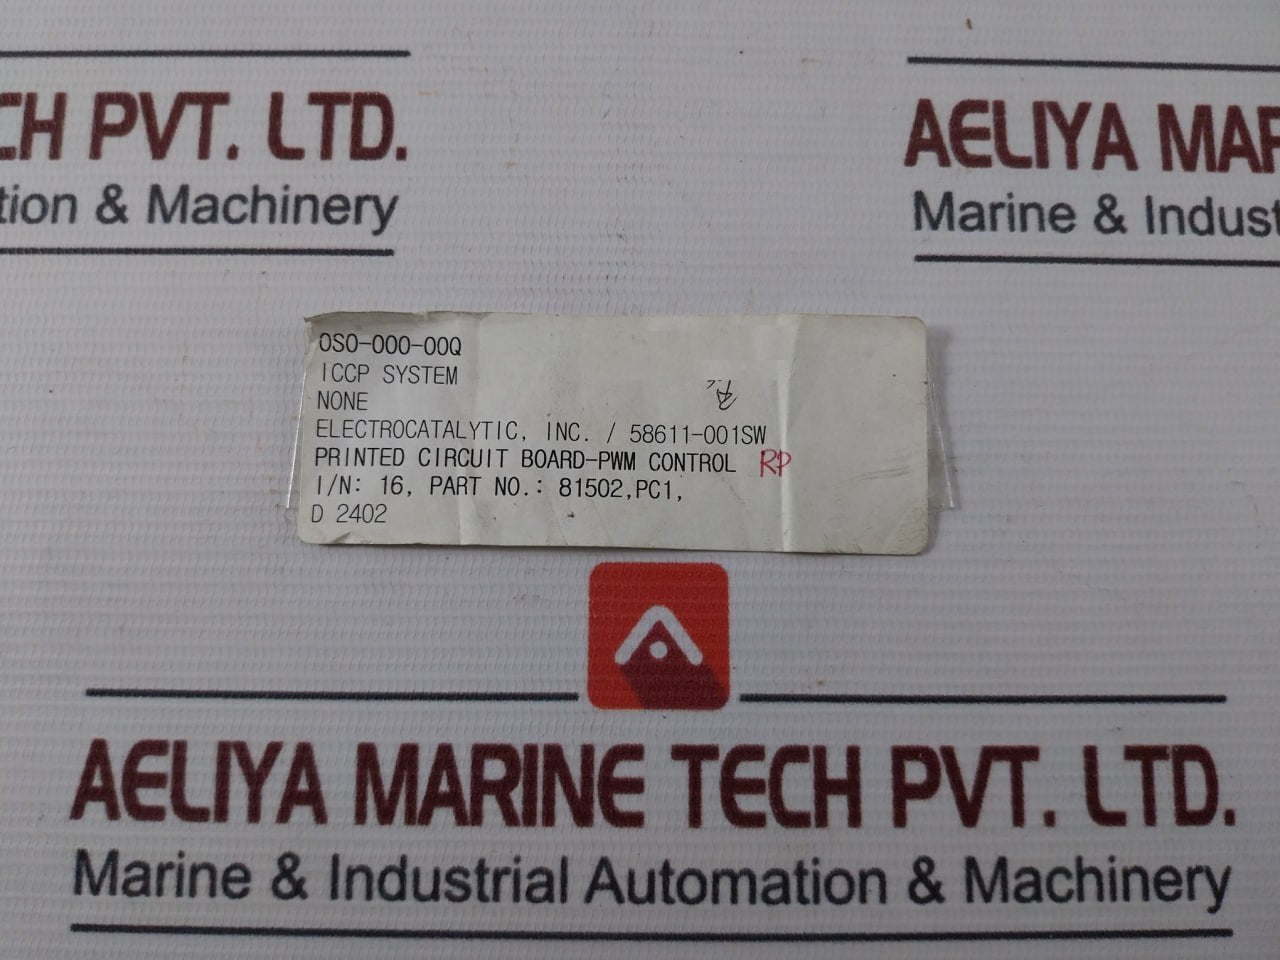 CH PVT. LTD.
tion & Machinery
AELIYA MAR
Marine & Indust
OSO-000-00Q
ICCP SYSTEM
NONE
ELECTROCATALYTIC, INC. / 58611-001SW
PRINTED CIRCUIT BOARD-PWM CONTROL RP
I/N: 16, PART NO.: 81502,PC1,
D 2402
AELIYA MARINE TECH PVT. LTD.
Marine & Industrial Automation & Machinery